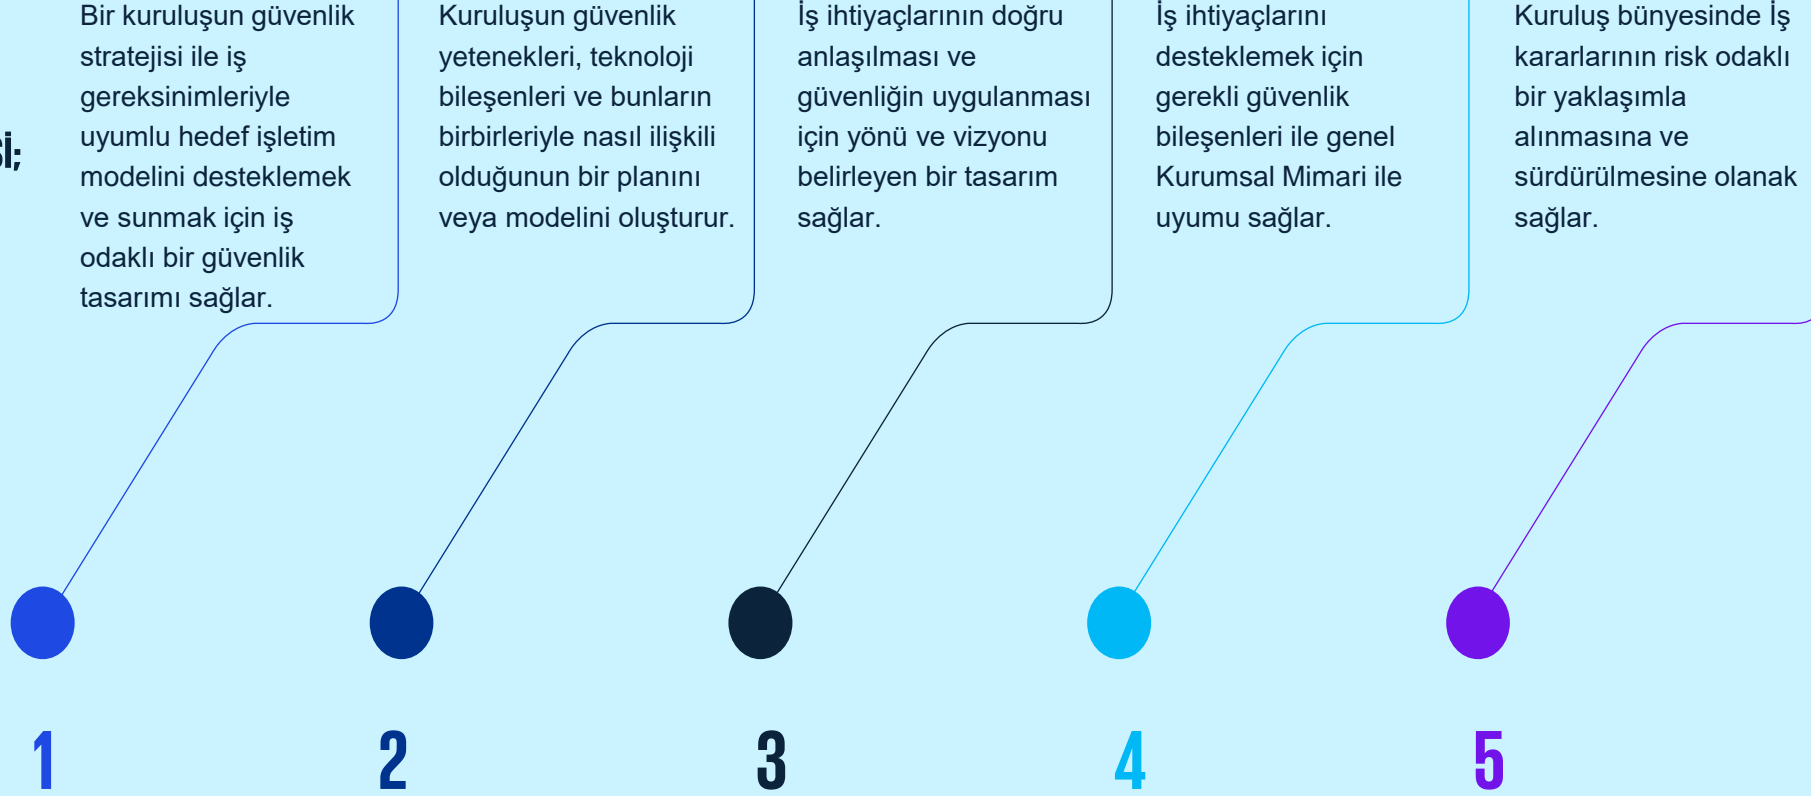 Sİ;
Bir kuruluşun güvenlik
stratejisi ile iş
gereksinimleriyle
uyumlu hedef işletim
modelini desteklemek
ve sunmak için iş
odaklı bir güvenlik
tasarımı sağlar.
Kuruluşun güvenlik
yetenekleri, teknoloji
bileşenleri ve bunların
birbirleriyle nasıl ilişkili
olduğunun bir planını
veya modelini oluşturur.
İş ihtiyaçlarının doğru
anlaşılması ve
güvenliğin uygulanması
için yönü ve vizyonu
belirleyen bir tasarım
sağlar.
İş ihtiyaçlarını
desteklemek için
gerekli güvenlik
bileşenleri ile genel
Kurumsal Mimari ile
uyumu sağlar.
Kuruluş bünyesinde İş
kararlarının risk odaklı
bir yaklaşımla
alınmasına ve
sürdürülmesine olanak
sağlar.
1
2
3
4
5